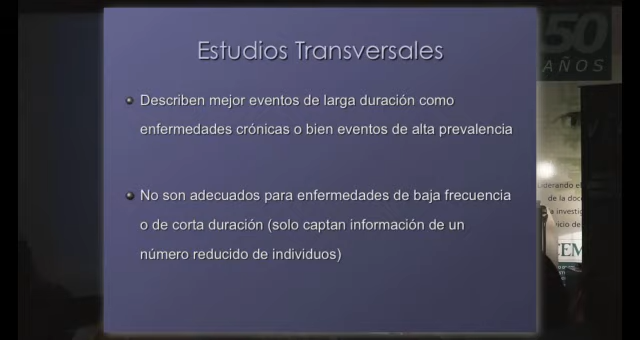 Estudios Transversales
Describen mejor eventos de larga duración como
enfermedades crónicas o bien eventos de alta prevalencia
No son adecuados para enfermedades de baja frecuencia
o de corta duración (solo captan información de un
número reducido de individuos)
50
AÑOS
de la